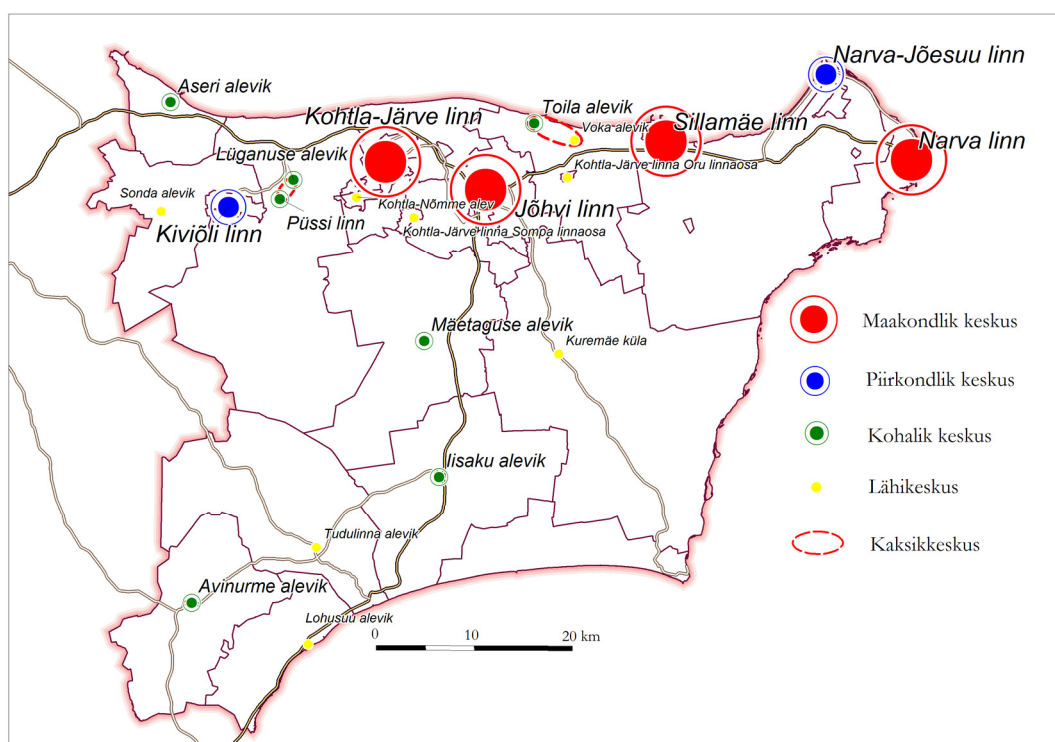 Narva-Jõesuu linn
Aseri alevik
Toila alevik
Kohtla-Järve linn
Sillamäe linn
Voka alevik
Narva linn
Lüganuse alevik
Kohtla-Järve linna Oru linnaosa
Sonda alevik
Kohtla-Nõmme alev
Jõhvi linn
Püssi linn
Kiviõli linn
Kohtla-Järve linna Sompa linnaosa
Mäetaguse alevik
Kuremäe küla
Iisaku alevik
Tudulinna alevik
Avinurme alevik
Lohusuu alevik
0 10 20 km
Maakondlik keskus
Piirkondlik keskus
Kohalik keskus
Lähikeskus
Kaksikkeskus